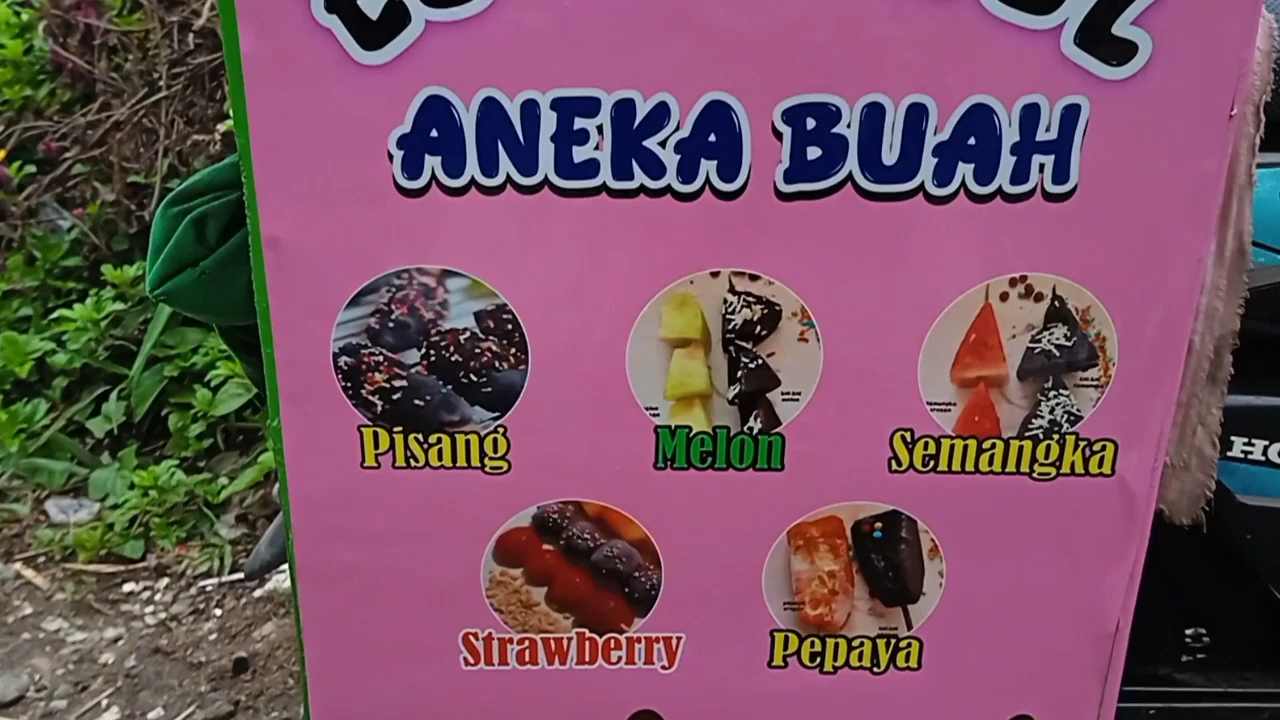 ANEKA BUAH
Pisang
Melon
Semangka
Strawberry
Pepaya